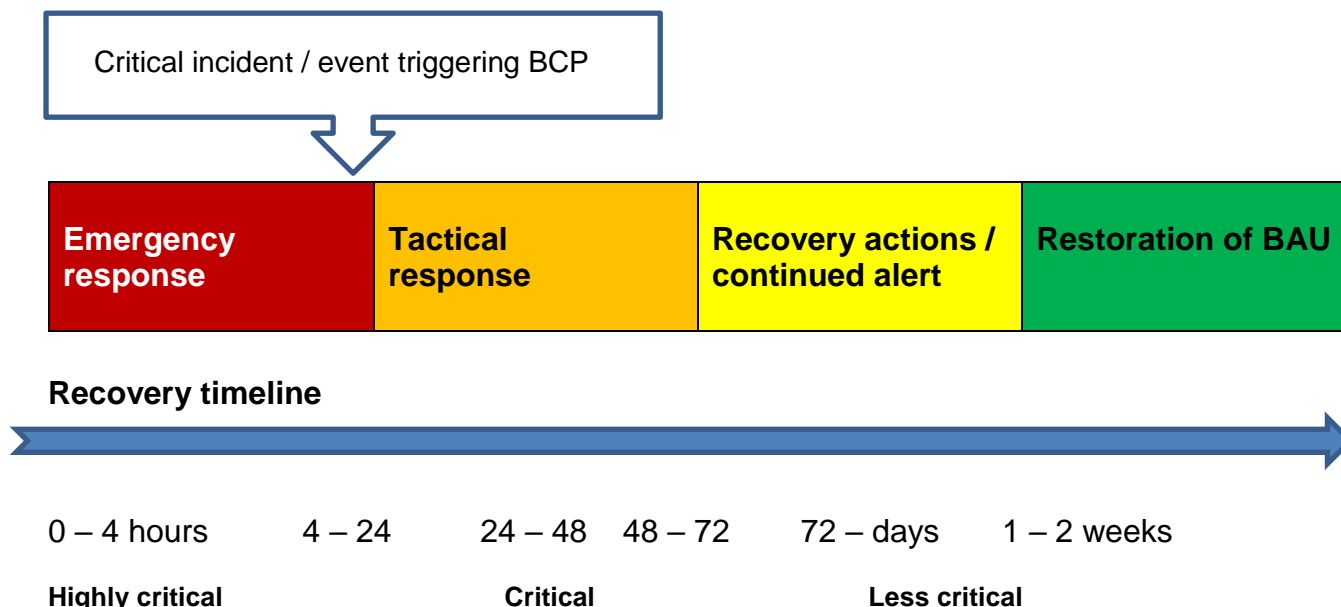 Critical incident / event triggering BCP
Emergency response
Tactical response
Recovery actions / continued alert
Restoration of BAU
Recovery timeline
0 – 4 hours 4 – 24 24 – 48 48 – 72 72 – days 1 – 2 weeks
Highly critical Critical Less critical